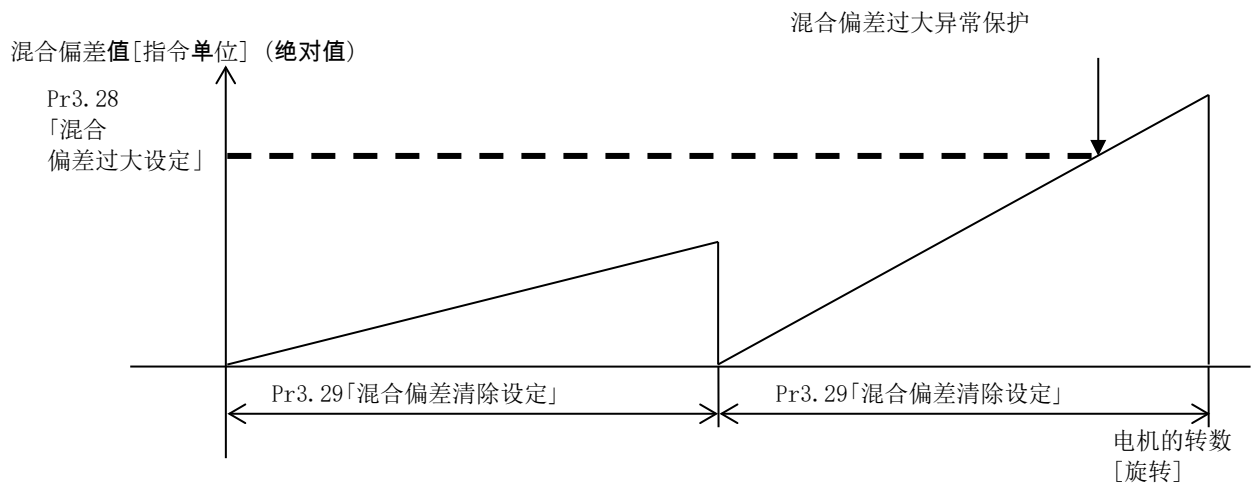 混合偏差过大异常保护
混合偏差值[指令单位] (绝对值)
Pr3.28
「混合
偏差过大设定」
Pr3.29「混合偏差清除设定」
Pr3.29「混合偏差清除设定」
电机的转数
[旋转]